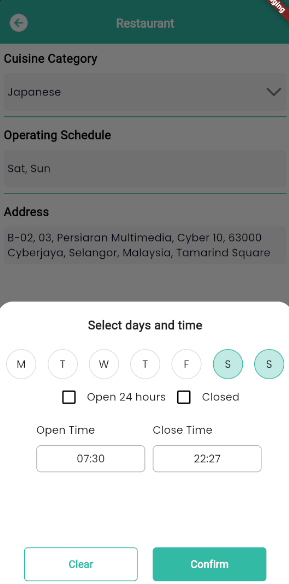 Restaurant
Cuisine Category
Japanese
Operating Schedule
Sat, Sun
Address
B-02, 03, Persiaran Multimedia, Cyber 10, 63000
Cyberjaya, Selangor, Malaysia, Tamarind Square
Select days and time
M T W T F S S
Open 24 hours Closed
Open Time Close Time
07:30 22:27
Clear Confirm